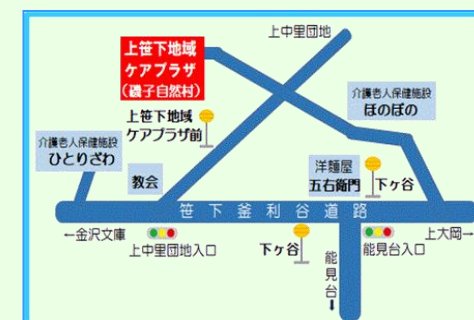 上中里団地
上笹下地域
ケアプラザ
(磯子自然村)
介護老人保健施設
ほのぼの
上笹下地域
ケアプラザ前
介護老人保健施設
ひとりざわ
教会
洋麺屋
五右衛門
下ヶ谷
笹下釜利谷道路
←金沢文庫
上大岡→
上中里団地入口
下ヶ谷
能見台↓
能見台入口